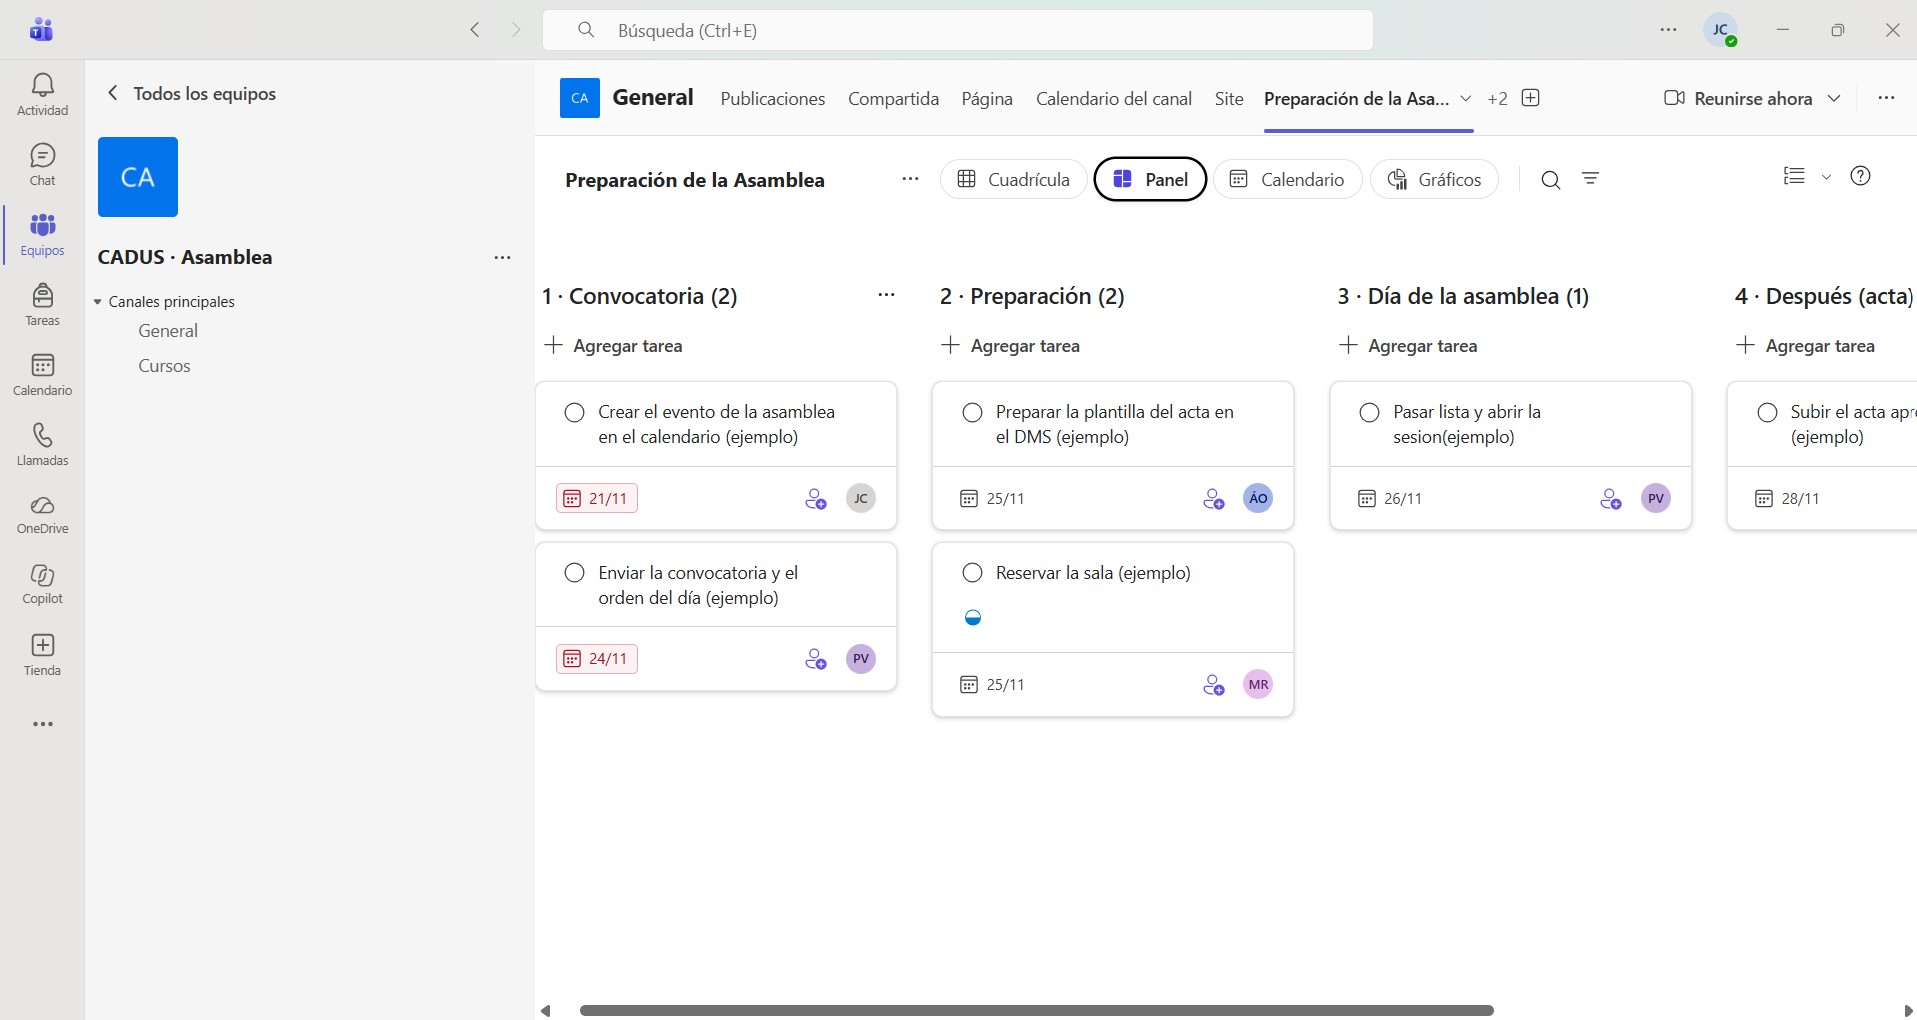 Búsqueda (Ctrl+E)
JC
Actividad
Chat
Equipos
Tareas
Calendario
Llamadas
OneDrive
Copilot
Tienda
Todos los equipos
CA
CADUS · Asamblea
Canales principales
General
Cursos
CA
General
Publicaciones
Compartida
Página
Calendario del canal
Site
Preparación de la Asa...
+2
Reunirse ahora
Preparación de la Asamblea
Cuadrícula
Panel
Calendario
Gráficos
1 · Convocatoria (2)
Agregar tarea
Crear el evento de la asamblea
en el calendario (ejemplo)
21/11
JC
Enviar la convocatoria y el
orden del día (ejemplo)
24/11
PV
2 · Preparación (2)
Agregar tarea
Preparar la plantilla del acta en
el DMS (ejemplo)
25/11
ÁO
Reservar la sala (ejemplo)
25/11
MR
3 · Día de la asamblea (1)
Agregar tarea
Pasar lista y abrir la
sesion(ejemplo)
26/11
PV
4 · Después (acta)
Agregar tarea
Subir el acta apr
(ejemplo)
28/11